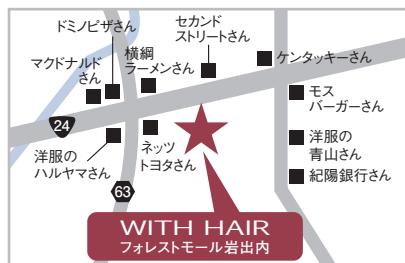 ドミノピザさん
セカンド
ストリートさん
横綱
ラーメンさん
マクドナルド
さん
ケンタッキーさん
モス
バーガーさん
24
洋服の
ハルヤマさん
ネッツ
トヨタさん
洋服の
青山さん
紀陽銀行さん
63
WITH HAIR
フォレストモール岩出内